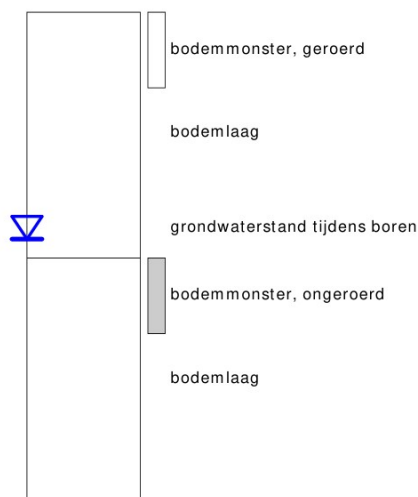 bodemmonster, geroerd
bodemlaag
grondwaterstand tijdens boren
bodemmonster, ongeroerd
bodemlaag